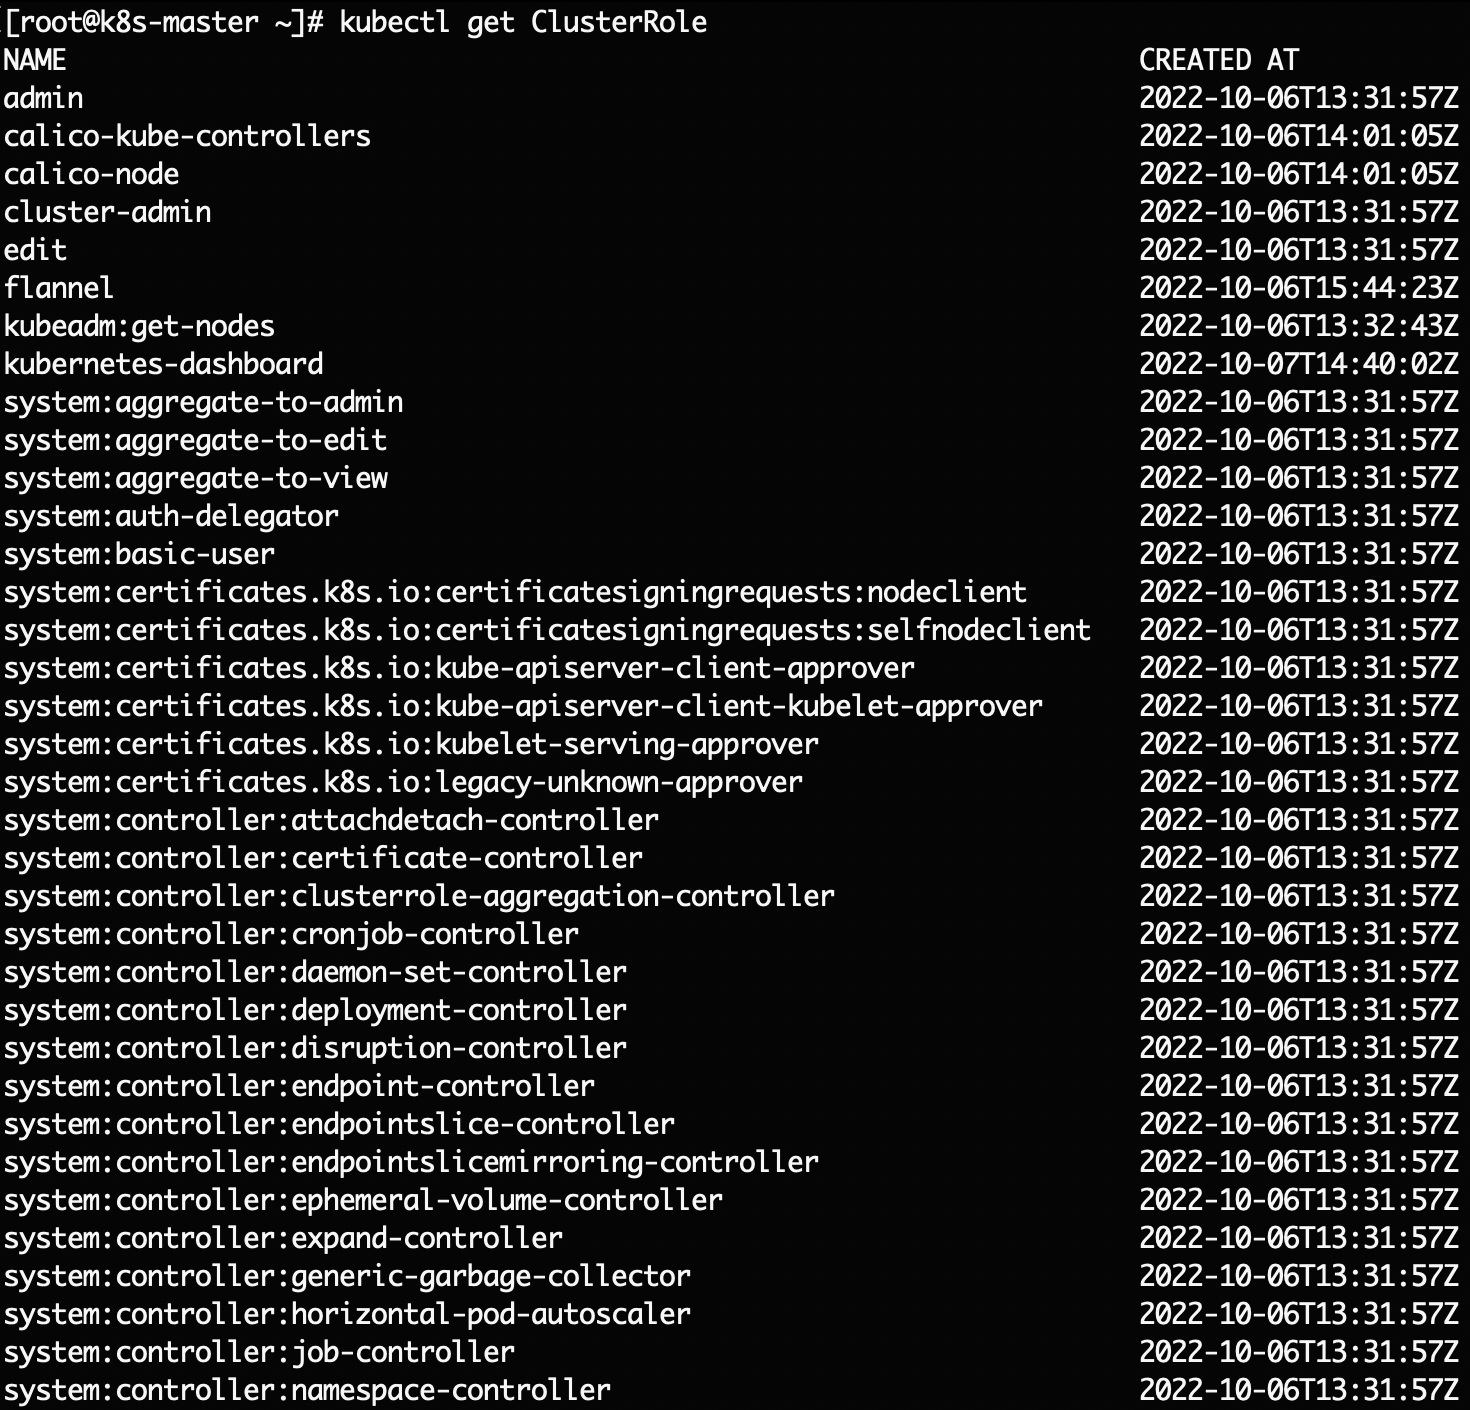 [root@k8s-master ~]# kubectl get ClusterRole
NAME CREATED AT
admin 2022-10-06T13:31:57Z
calico-kube-controllers 2022-10-06T14:01:05Z
calico-node 2022-10-06T14:01:05Z
cluster-admin 2022-10-06T13:31:57Z
edit 2022-10-06T13:31:57Z
flannel 2022-10-06T15:44:23Z
kubeadm:get-nodes 2022-10-06T13:32:43Z
kubernetes-dashboard 2022-10-07T14:40:02Z
system:aggregate-to-admin 2022-10-06T13:31:57Z
system:aggregate-to-edit 2022-10-06T13:31:57Z
system:aggregate-to-view 2022-10-06T13:31:57Z
system:auth-delegator 2022-10-06T13:31:57Z
system:basic-user 2022-10-06T13:31:57Z
system:certificates.k8s.io:certificatesigningrequests:nodeclient 2022-10-06T13:31:57Z
system:certificates.k8s.io:certificatesigningrequests:selfnodeclient 2022-10-06T13:31:57Z
system:certificates.k8s.io:kube-apiserver-client-approver 2022-10-06T13:31:57Z
system:certificates.k8s.io:kube-apiserver-client-kubelet-approver 2022-10-06T13:31:57Z
system:certificates.k8s.io:kubelet-serving-approver 2022-10-06T13:31:57Z
system:certificates.k8s.io:legacy-unknown-approver 2022-10-06T13:31:57Z
system:controller:attachdetach-controller 2022-10-06T13:31:57Z
system:controller:certificate-controller 2022-10-06T13:31:57Z
system:controller:clusterrole-aggregation-controller 2022-10-06T13:31:57Z
system:controller:cronjob-controller 2022-10-06T13:31:57Z
system:controller:daemon-set-controller 2022-10-06T13:31:57Z
system:controller:deployment-controller 2022-10-06T13:31:57Z
system:controller:disruption-controller 2022-10-06T13:31:57Z
system:controller:endpoint-controller 2022-10-06T13:31:57Z
system:controller:endpointslice-controller 2022-10-06T13:31:57Z
system:controller:endpointslicemirroring-controller 2022-10-06T13:31:57Z
system:controller:ephemeral-volume-controller 2022-10-06T13:31:57Z
system:controller:expand-controller 2022-10-06T13:31:57Z
system:controller:generic-garbage-collector 2022-10-06T13:31:57Z
system:controller:horizontal-pod-autoscaler 2022-10-06T13:31:57Z
system:controller:job-controller 2022-10-06T13:31:57Z
system:controller:namespace-controller 2022-10-06T13:31:57Z